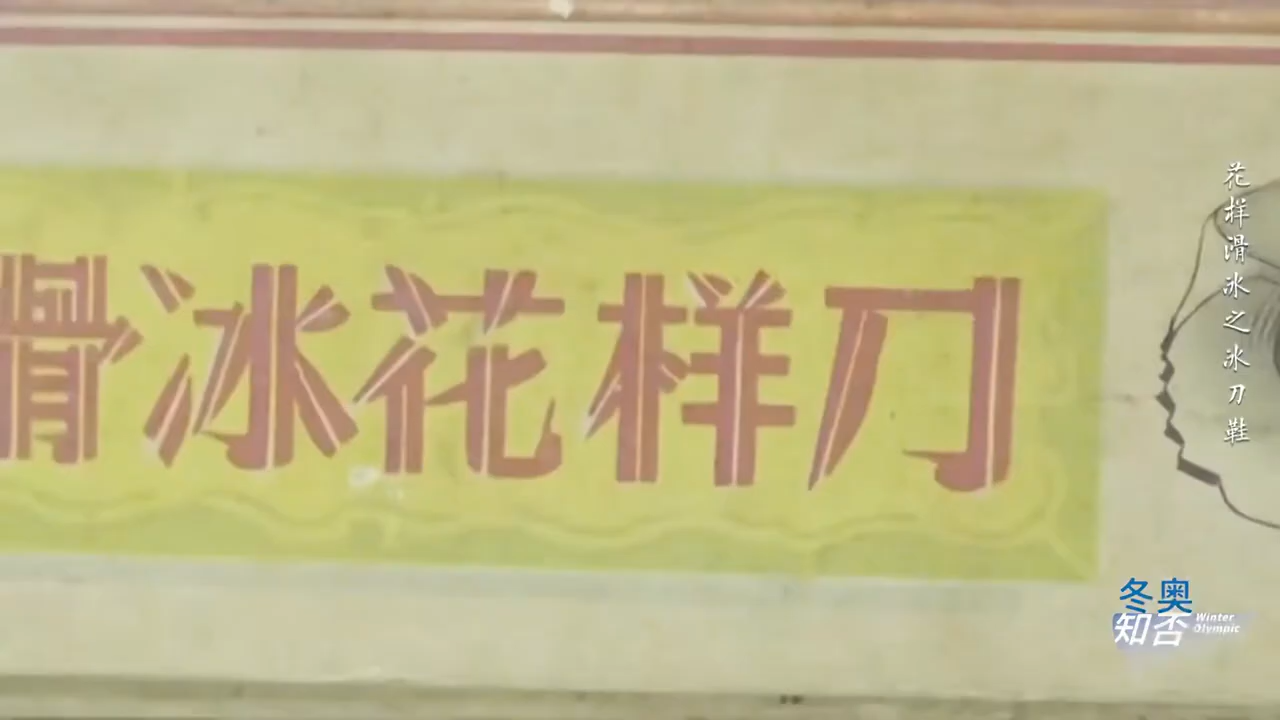 滑冰花样刀
花样滑冰之冰刀鞋
冬奥
知否
Winter
Olympic